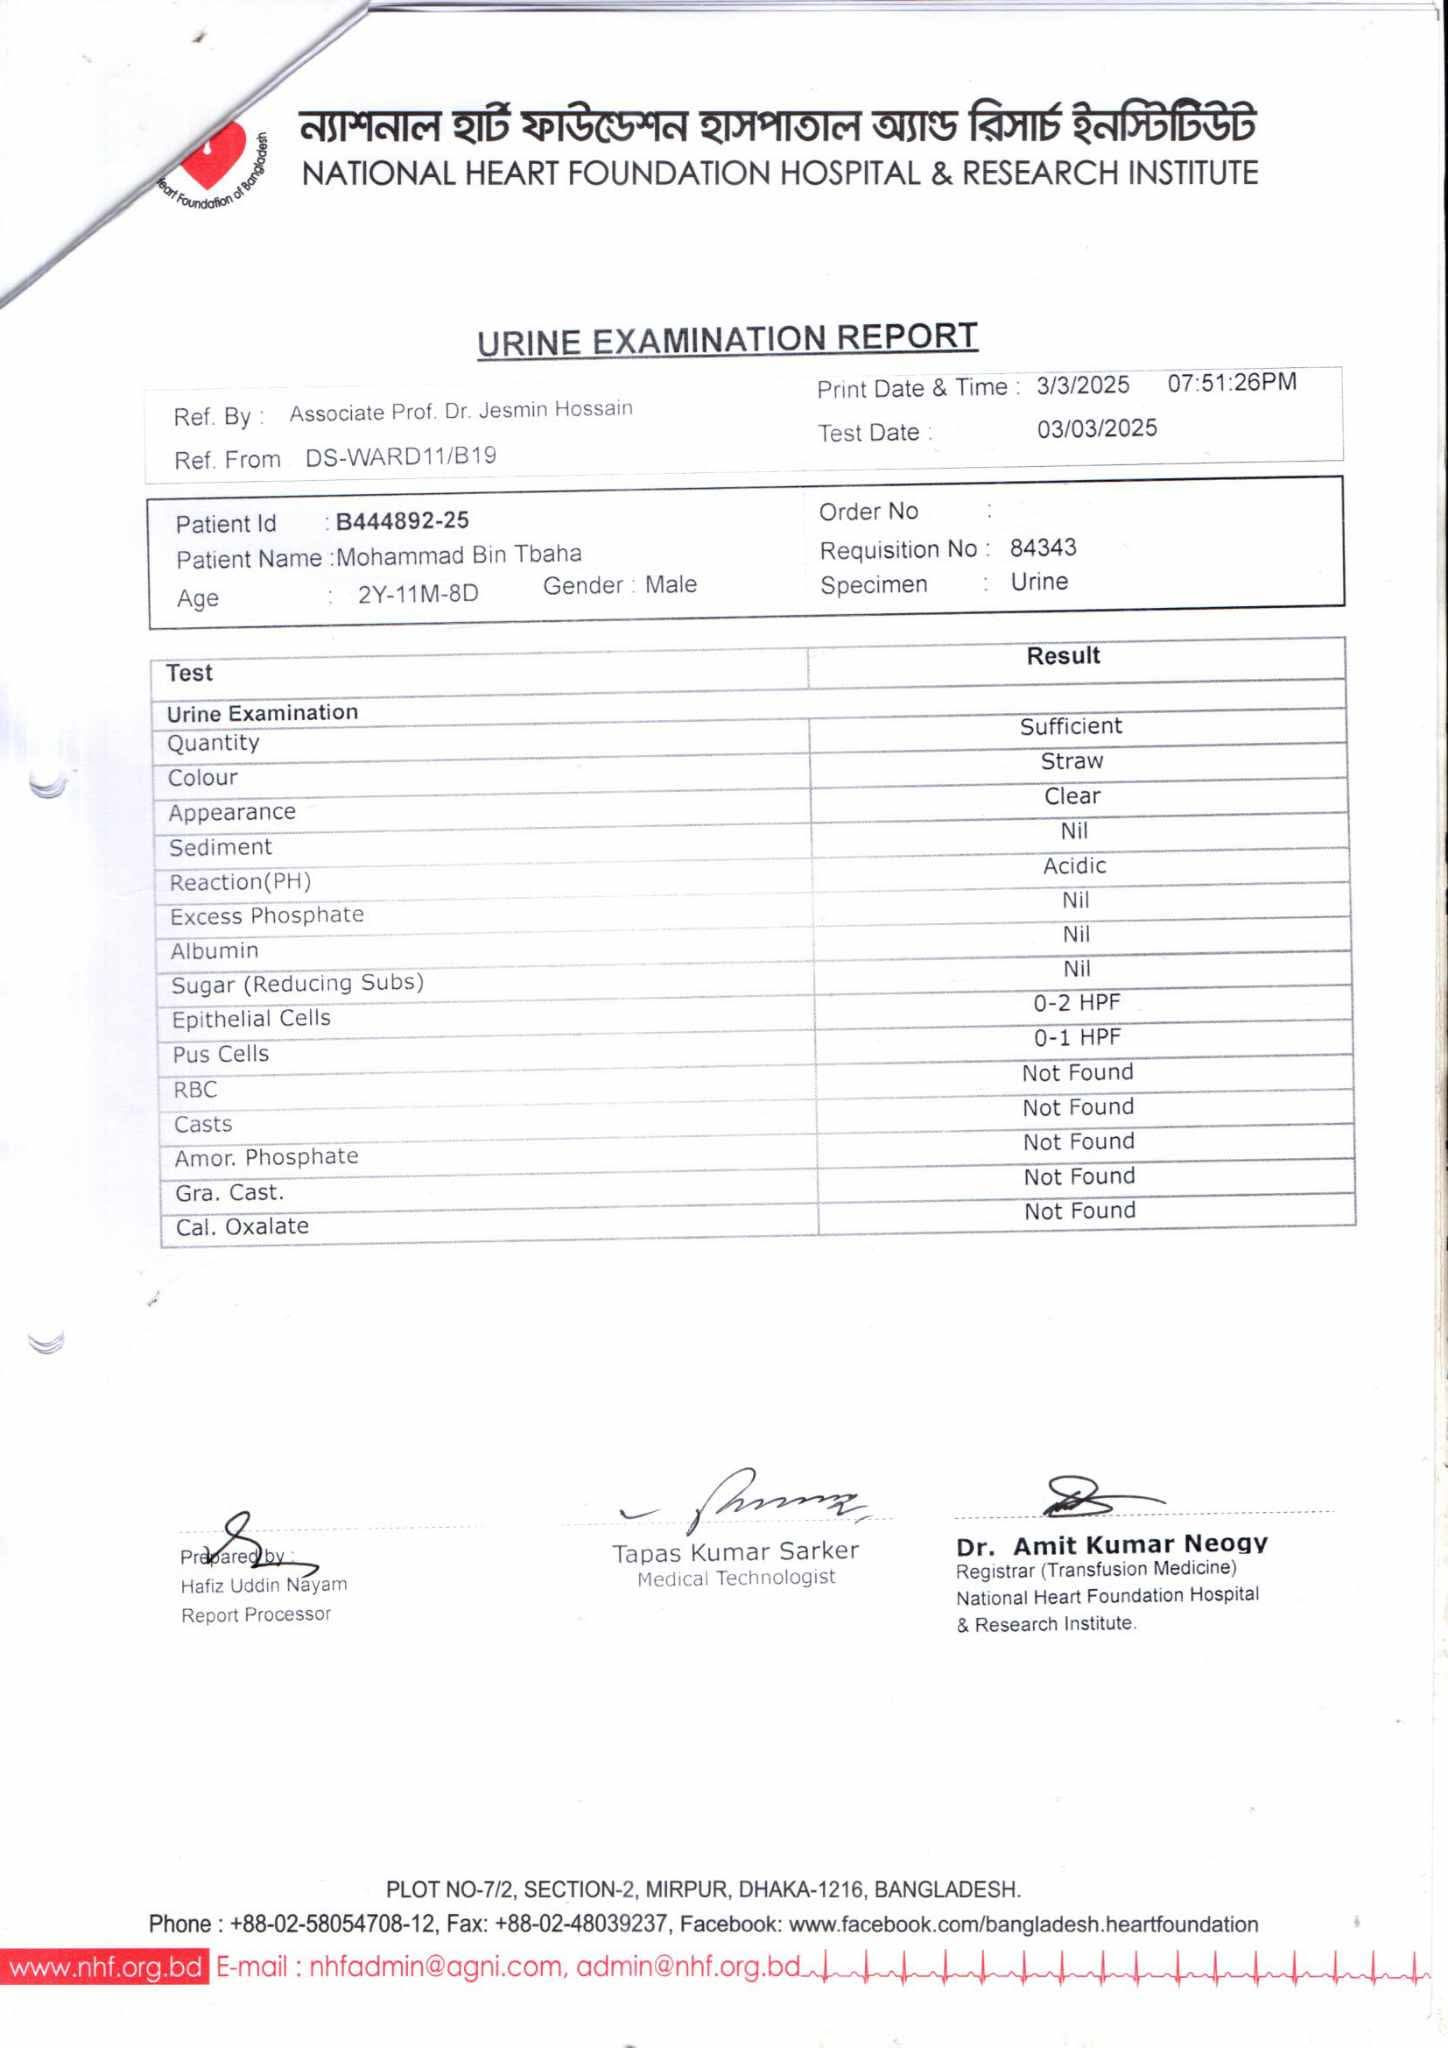 ন্যাশনাল হার্ট ফাউন্ডেশন হাসপাতাল অ্যান্ড রিসার্চ ইনস্টিটিউট
NATIONAL HEART FOUNDATION HOSPITAL & RESEARCH INSTITUTE
eart Foundation of Bangladesh
URINE EXAMINATION REPORT
Ref. By : Associate Prof. Dr. Jesmin Hossain Print Date & Time : 3/3/2025 07:51:26PM
Ref. From DS-WARD11/B19 Test Date : 03/03/2025
Patient Id : B444892-25 Order No :
Patient Name :Mohammad Bin Tbaha Requisition No : 84343
Age : 2Y-11M-8D Gender : Male Specimen : Urine
Test Result
Urine Examination
Quantity Sufficient
Colour Straw
Appearance Clear
Sediment Nil
Reaction(PH) Acidic
Excess Phosphate Nil
Albumin Nil
Sugar (Reducing Subs) Nil
Epithelial Cells 0-2 HPF
Pus Cells 0-1 HPF
RBC Not Found
Casts Not Found
Amor. Phosphate Not Found
Gra. Cast. Not Found
Cal. Oxalate Not Found
Prepared by :
Hafiz Uddin Nayam
Report Processor
Tapas Kumar Sarker
Medical Technologist
Dr. Amit Kumar Neogy
Registrar (Transfusion Medicine)
National Heart Foundation Hospital
& Research Institute.
PLOT NO-7/2, SECTION-2, MIRPUR, DHAKA-1216, BANGLADESH.
Phone : +88-02-58054708-12, Fax: +88-02-48039237, Facebook: www.facebook.com/bangladesh.heartfoundation
www.nhf.org.bd E-mail : nhfadmin@agni.com, admin@nhf.org.bd